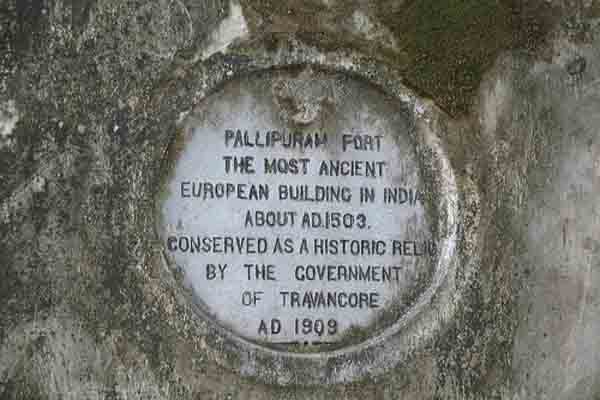 PALLIPURAM FORT
THE MOST ANCIENT
EUROPEAN BUILDING IN INDIA
ABOUT AD.1503.
CONSERVED AS A HISTORIC RELIC
BY THE GOVERNMENT
OF TRAVANCORE
AD 1909